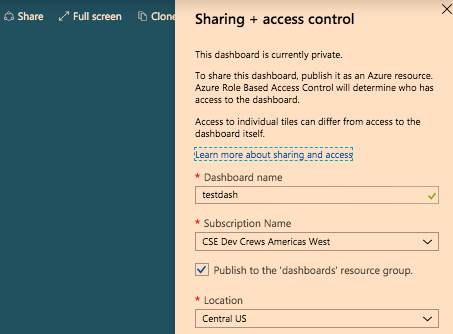 Share Full screen Clone
Sharing + access control
This dashboard is currently private.
To share this dashboard, publish it as an Azure resource.
Azure Role Based Access Control will determine who has
access to the dashboard.
Access to individual tiles can differ from access to the
dashboard itself.
Learn more about sharing and access
* Dashboard name
testdash
* Subscription Name
CSE Dev Crews Americas West
Publish to the 'dashboards' resource group.
* Location
Central US